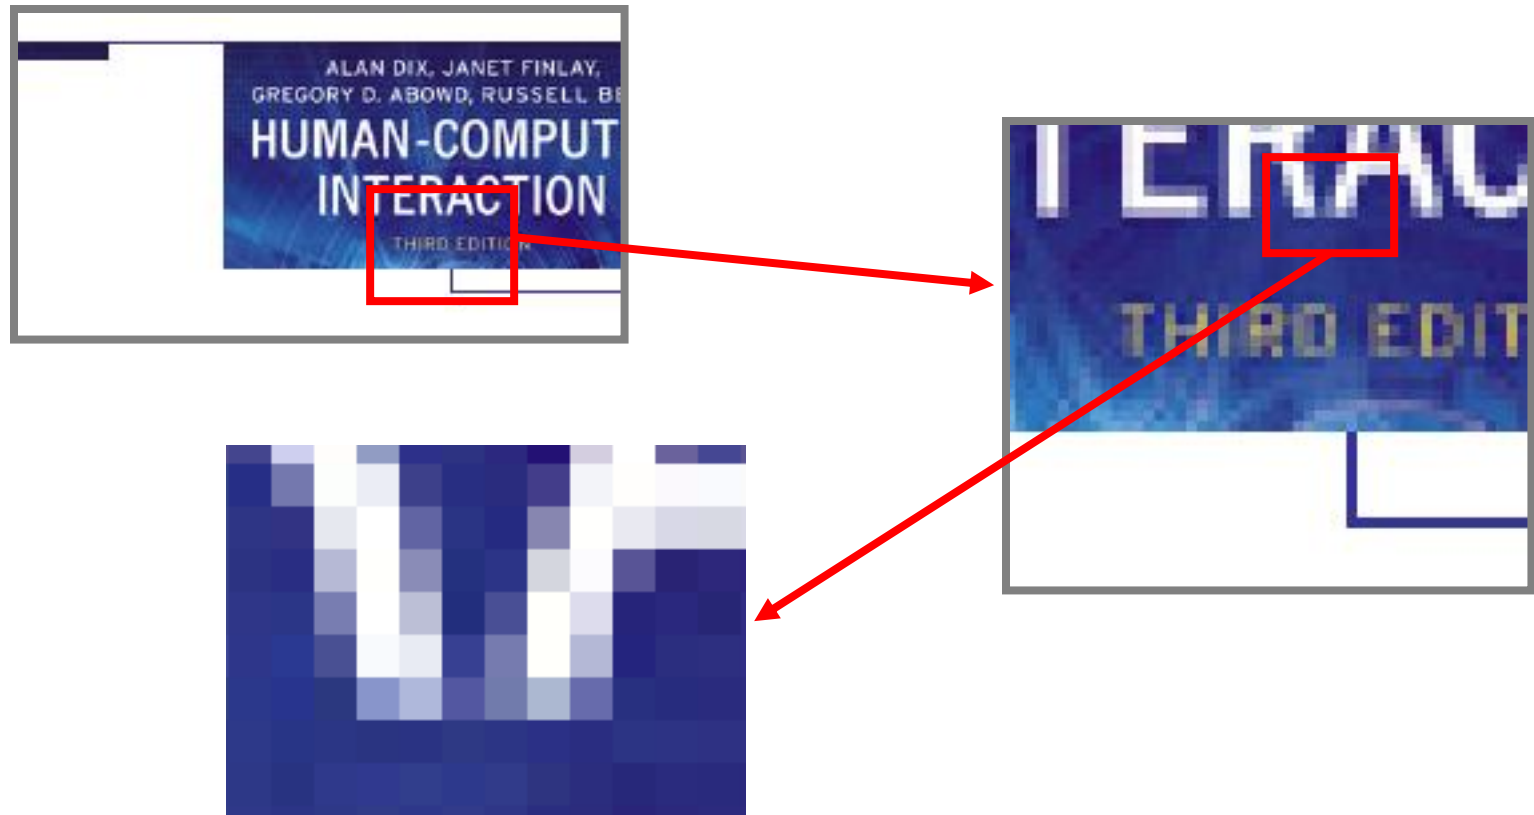 ALAN DIX, JANET FINLAY,
GREGORY D. ABOWD, RUSSELL BE
HUMAN-COMPUT
INTERACTION
THIRD EDITION
TERAC
THIRD EDIT